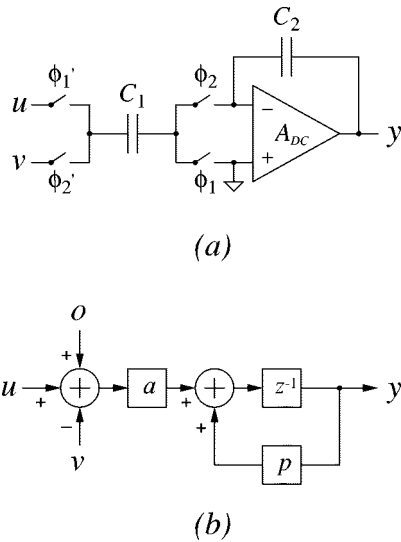 ϕ₁' ϕ₂ C₂
u C₁
− A_DC y
v +
ϕ₂' ϕ₁
(a)
o
+
u + + a + + z⁻¹ y
− +
v p
(b)